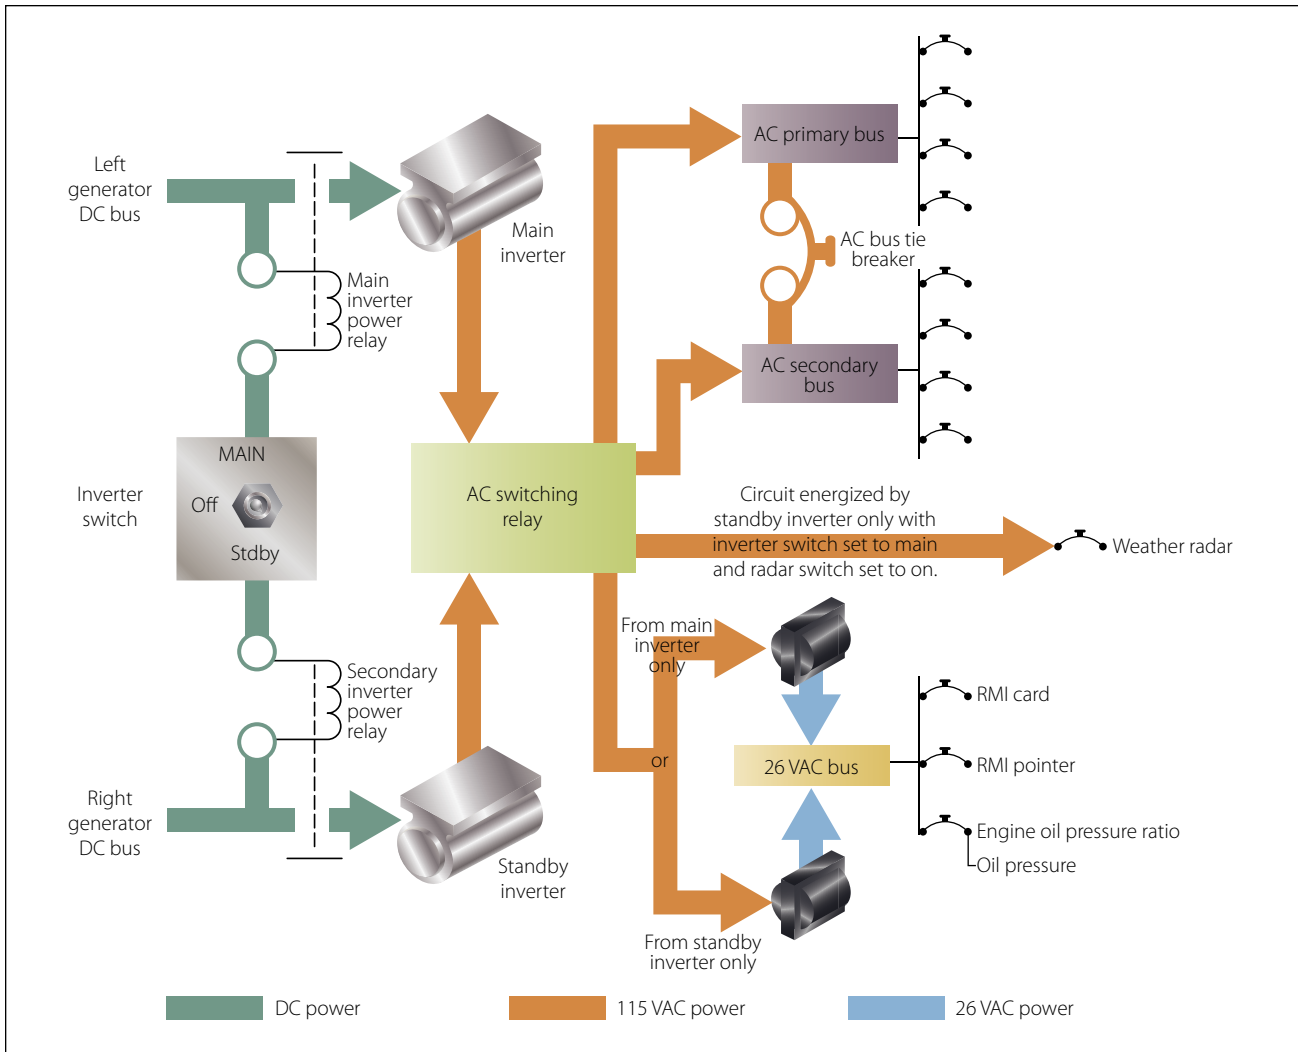 Left
generator
DC bus
Main
inverter
Main
inverter
power
relay
AC primary bus
AC bus tie
breaker
AC secondary
bus
Inverter
switch
MAIN
Off
Stdby
AC switching
relay
Circuit energized by
standby inverter only with
inverter switch set to main
and radar switch set to on.
Weather radar
From main
inverter
only
Secondary
inverter
power
relay
or
26 VAC bus
RMI card
RMI pointer
Engine oil pressure ratio
Oil pressure
Right
generator
DC bus
Standby
inverter
From standby
inverter only
DC power
115 VAC power
26 VAC power